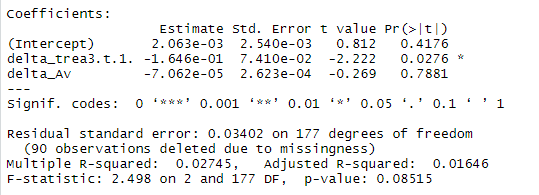 Coefficients:
Estimate Std. Error t value Pr(>|t|)
(Intercept) 2.063e-03 2.540e-03 0.812 0.4176
delta_trea3.t.1. -1.646e-01 7.410e-02 -2.222 0.0276 *
delta_Av -7.062e-05 2.623e-04 -0.269 0.7881
---
Signif. codes: 0 ‘***’ 0.001 ‘**’ 0.01 ‘*’ 0.05 ‘.’ 0.1 ‘ ’ 1
Residual standard error: 0.03402 on 177 degrees of freedom
(90 observations deleted due to missingness)
Multiple R-squared: 0.02745, Adjusted R-squared: 0.01646
F-statistic: 2.498 on 2 and 177 DF, p-value: 0.08515